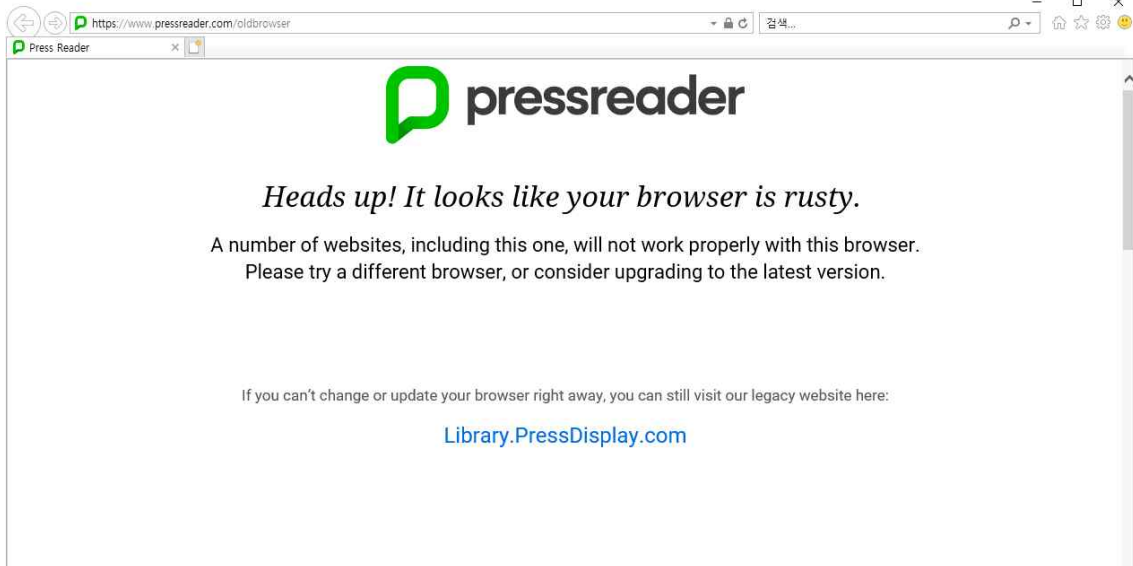 https://www.pressreader.com/oldbrowser
검색...
Press Reader
pressreader
Heads up! It looks like your browser is rusty.
A number of websites, including this one, will not work properly with this browser.
Please try a different browser, or consider upgrading to the latest version.
If you can't change or update your browser right away, you can still visit our legacy website here:
Library.PressDisplay.com